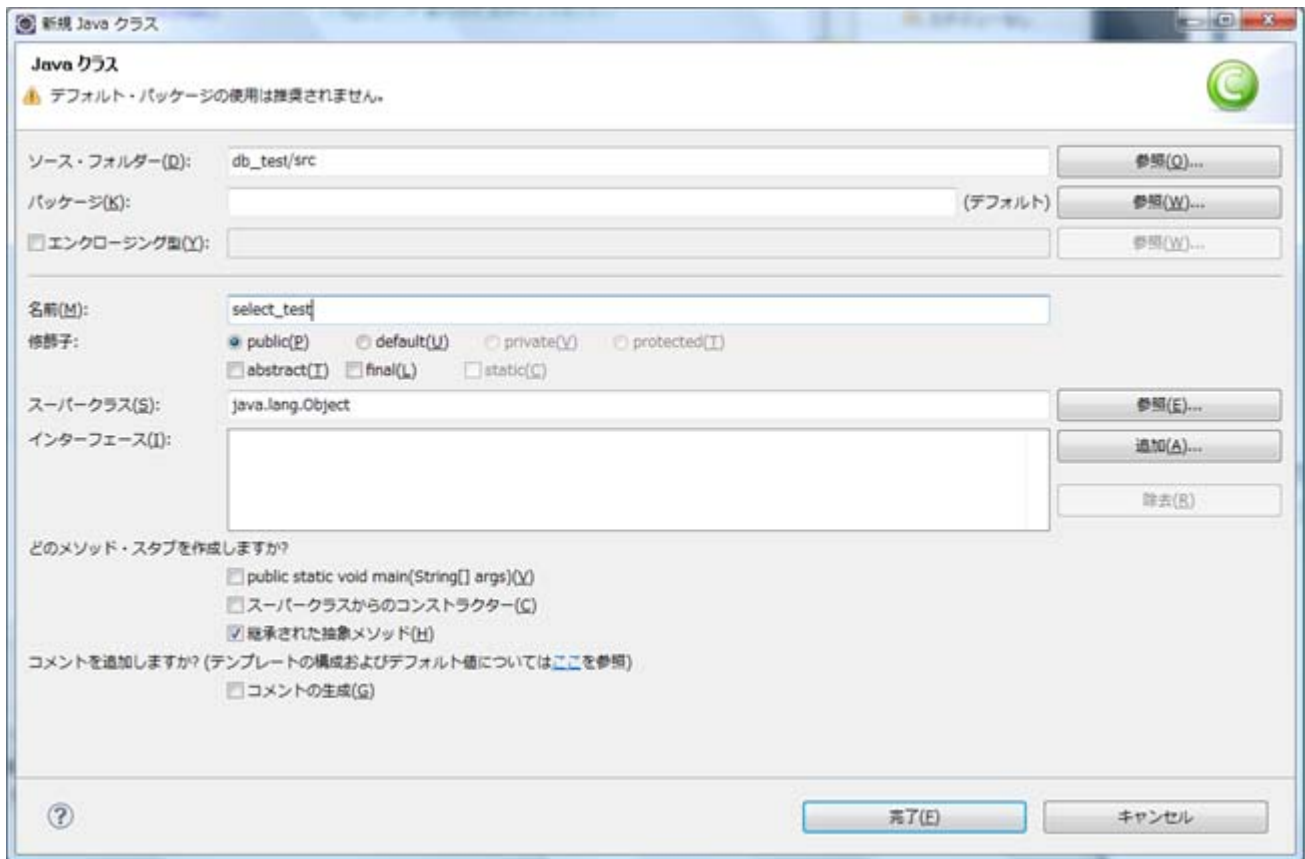 新規 Java クラス
Java クラス
デフォルト・パッケージの使用は推奨されません。
ソース・フォルダー(D): db_test/src 参照(O)...
パッケージ(K): (デフォルト) 参照(W)...
エンクロージング型(Y): 参照(W)...
名前(M): select_test
修飾子: public(P) default(U) private(V) protected(T)
abstract(T) final(L) static(C)
スーパークラス(S): java.lang.Object 参照(E)...
インターフェース(I): 追加(A)...
除去(R)
どのメソッド・スタブを作成しますか?
public static void main(String[] args)(V)
スーパークラスからのコンストラクター(C)
継承された抽象メソッド(H)
コメントを追加しますか? (テンプレートの構成およびデフォルト値についてはここを参照)
コメントの生成(G)
? 完了(F) キャンセル